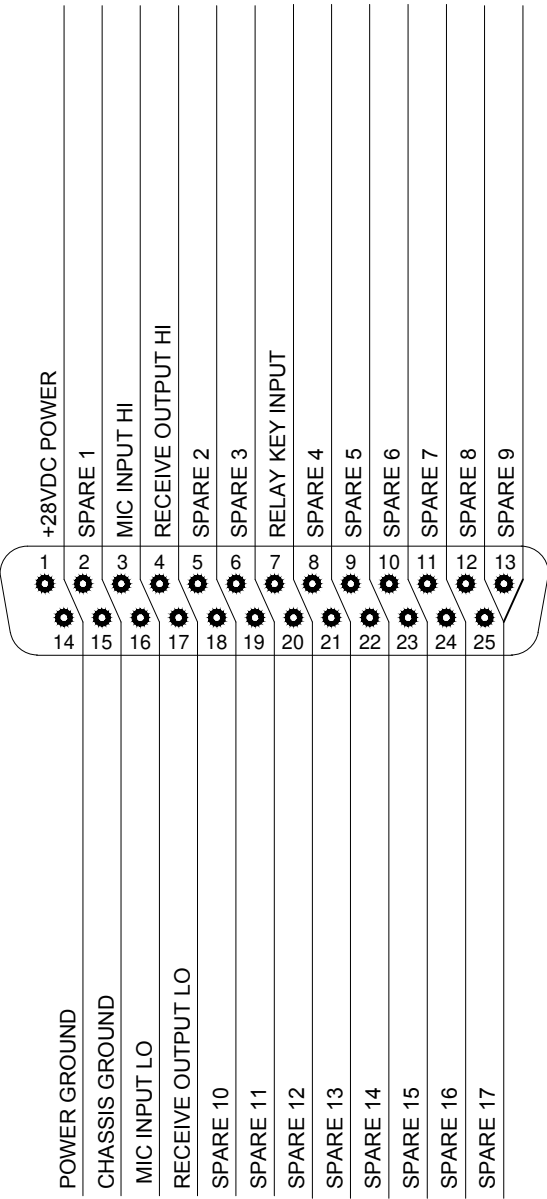 +28VDC POWER
SPARE 1
MIC INPUT HI
RECEIVE OUTPUT HI
SPARE 2
SPARE 3
RELAY KEY INPUT
SPARE 4
SPARE 5
SPARE 6
SPARE 7
SPARE 8
SPARE 9
1 2 3 4 5 6 7 8 9 10 11 12 13
14 15 16 17 18 19 20 21 22 23 24 25
POWER GROUND
CHASSIS GROUND
MIC INPUT LO
RECEIVE OUTPUT LO
SPARE 10
SPARE 11
SPARE 12
SPARE 13
SPARE 14
SPARE 15
SPARE 16
SPARE 17